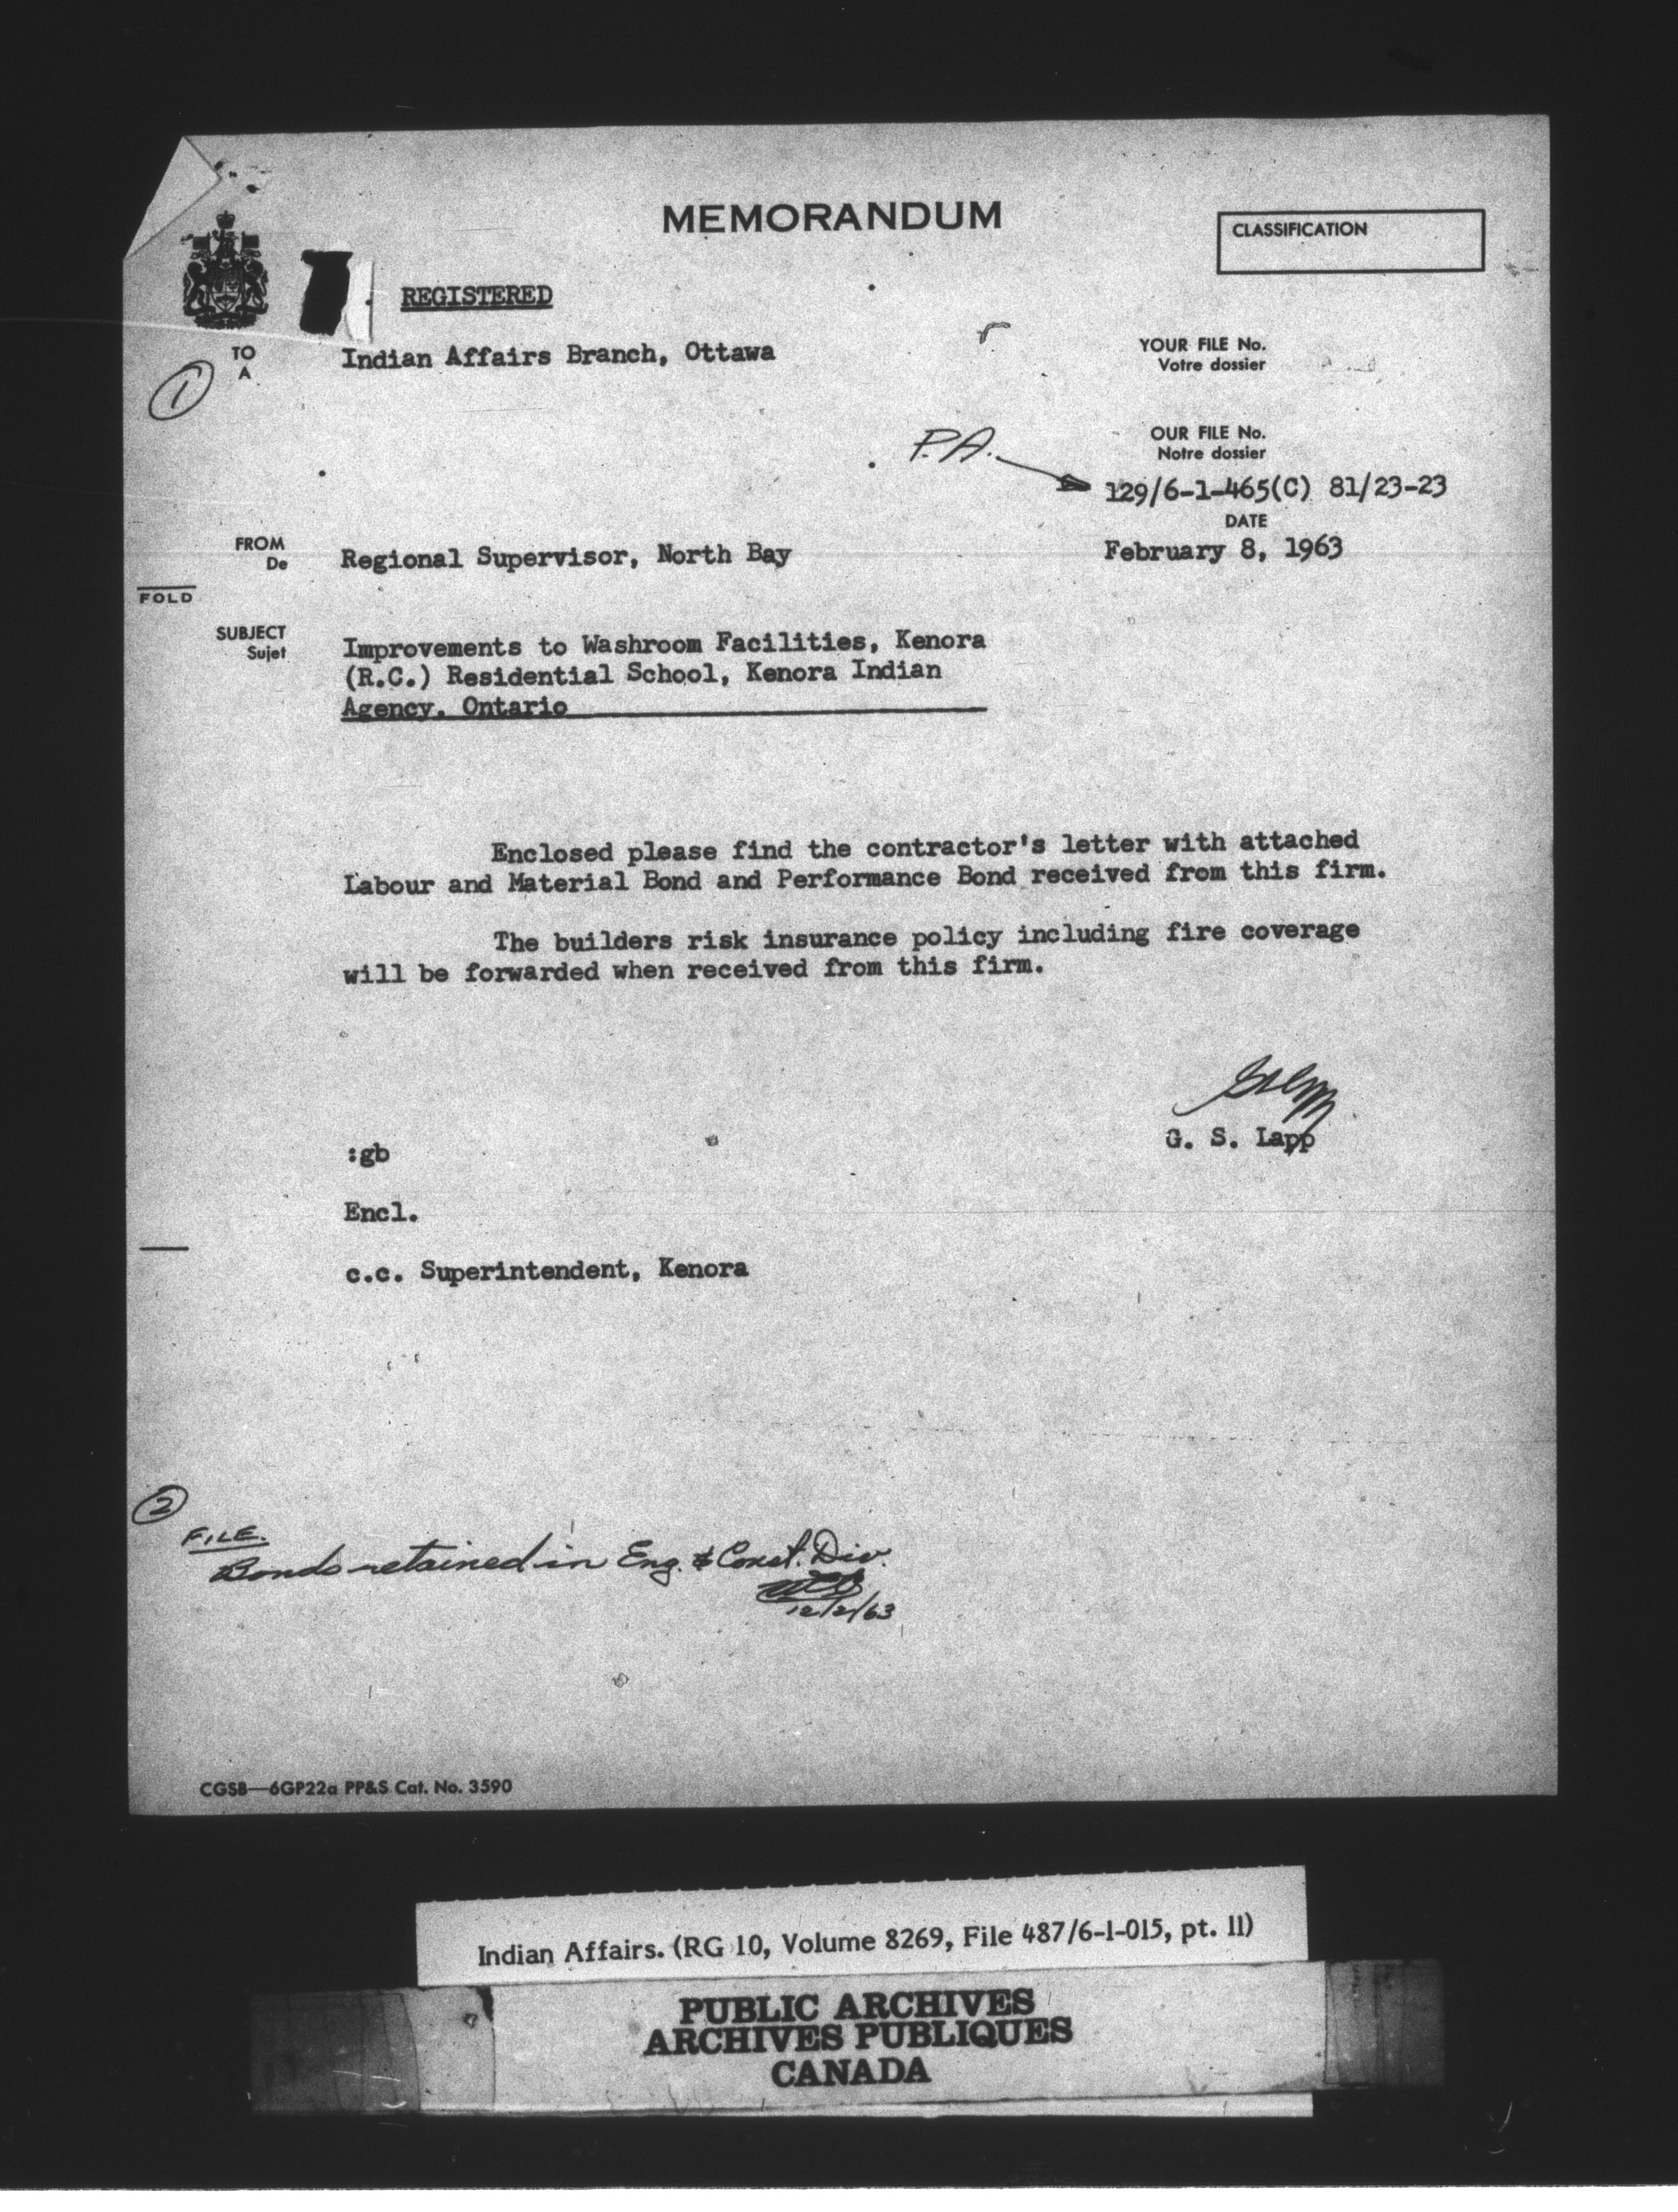 MEMORANDUM
CLASSIFICATION
REGISTERED
TO
A
Indian Affairs Branch, Ottawa
YOUR FILE No.
Votre dossier
1
P.A.
OUR FILE No.
Notre dossier
129/6-1-465(C) 81/23-23
DATE
February 8, 1963
FROM
De
Regional Supervisor, North Bay
FOLD
SUBJECT
Sujet
Improvements to Washroom Facilities, Kenora
(R.C.) Residential School, Kenora Indian
Agency, Ontario
Enclosed please find the contractor's letter with attached
Labour and Material Bond and Performance Bond received from this firm.
The builders risk insurance policy including fire coverage
will be forwarded when received from this firm.
G. S. Lapp
:gb
Encl.
c.c. Superintendent, Kenora
2
FILE.
Bonds retained in Eng. & Const. Div.
12/2/63
CGSB—6GP22a PP&S Cat. No. 3590
Indian Affairs. (RG 10, Volume 8269, File 487/6-1-015, pt. 11)
PUBLIC ARCHIVES
ARCHIVES PUBLIQUES
CANADA